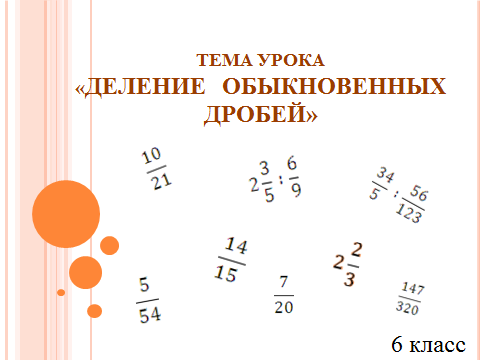 ТЕМА УРОКА
«ДЕЛЕНИЕ ОБЫКНОВЕННЫХ
ДРОБЕЙ»
10/21
2 3/5 : 6/9
34/5 : 56/123
14/15
2 2/3
5/54
7/20
147/320
6 класс